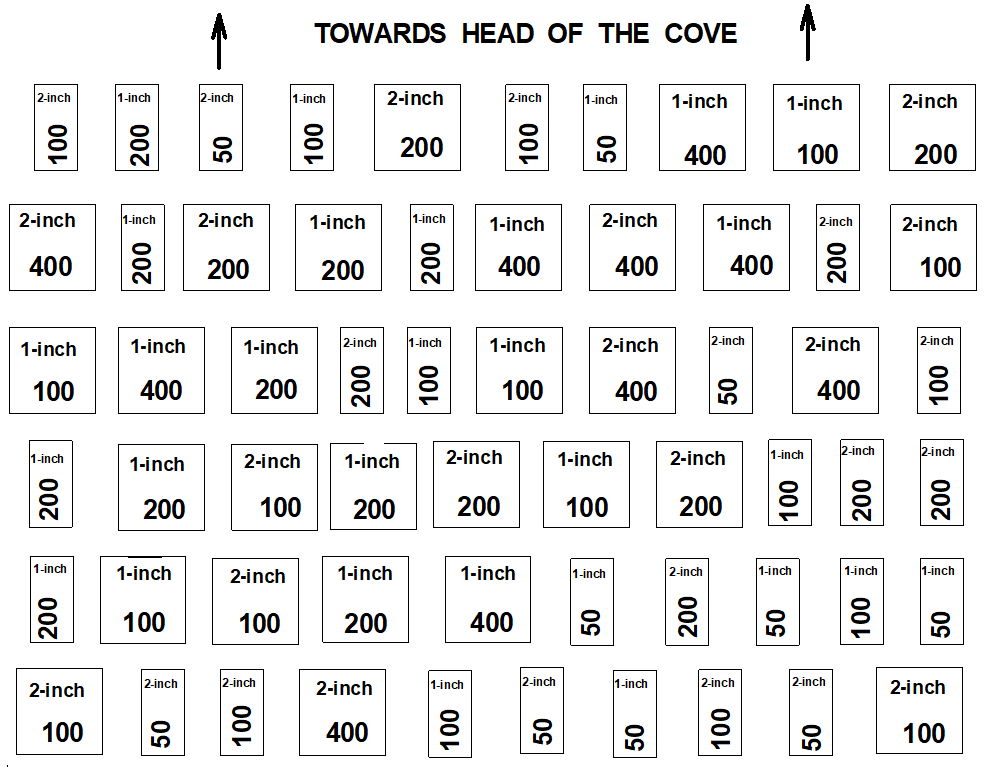 TOWARDS HEAD OF THE COVE
2-inch 1-inch 2-inch 1-inch 2-inch 2-inch 1-inch 1-inch 1-inch 2-inch
100 200 50 100 200 100 50 400 100 200
2-inch 1-inch 2-inch 1-inch 1-inch 1-inch 2-inch 1-inch 2-inch 2-inch
400 200 200 200 200 400 400 400 200 100
1-inch 1-inch 1-inch 2-inch 1-inch 1-inch 2-inch 2-inch 2-inch 2-inch
100 400 200 200 100 100 400 50 400 100
1-inch 1-inch 2-inch 1-inch 2-inch 1-inch 2-inch 1-inch 2-inch 2-inch
200 200 100 200 200 100 200 100 200 200
1-inch 1-inch 2-inch 1-inch 1-inch 1-inch 2-inch 1-inch 1-inch 1-inch
200 100 100 200 400 50 200 50 100 50
2-inch 2-inch 2-inch 2-inch 1-inch 2-inch 1-inch 2-inch 2-inch 2-inch
100 50 100 400 100 50 50 100 50 100